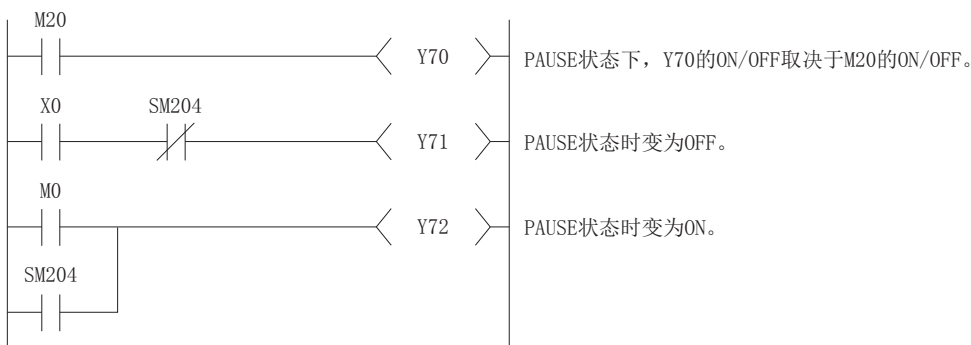 M20
Y70
PAUSE状态下，Y70的ON/OFF取决于M20的ON/OFF。
X0
SM204
Y71
PAUSE状态时变为OFF。
M0
Y72
PAUSE状态时变为ON。
SM204